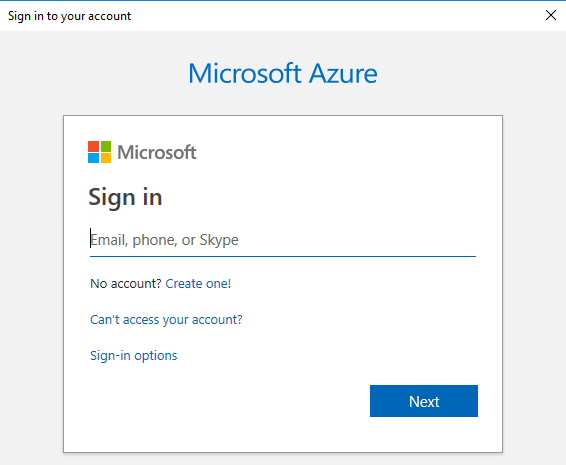 Sign in to your account
Microsoft Azure
Microsoft
Sign in
Email, phone, or Skype
No account? Create one!
Can't access your account?
Sign-in options
Next